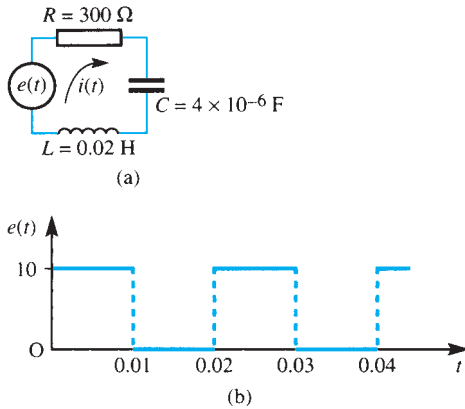 R = 300 Ω
e(t)
i(t)
C = 4 × 10⁻⁶ F
L = 0.02 H
(a)
e(t)
10
O
0.01 0.02 0.03 0.04 t
(b)